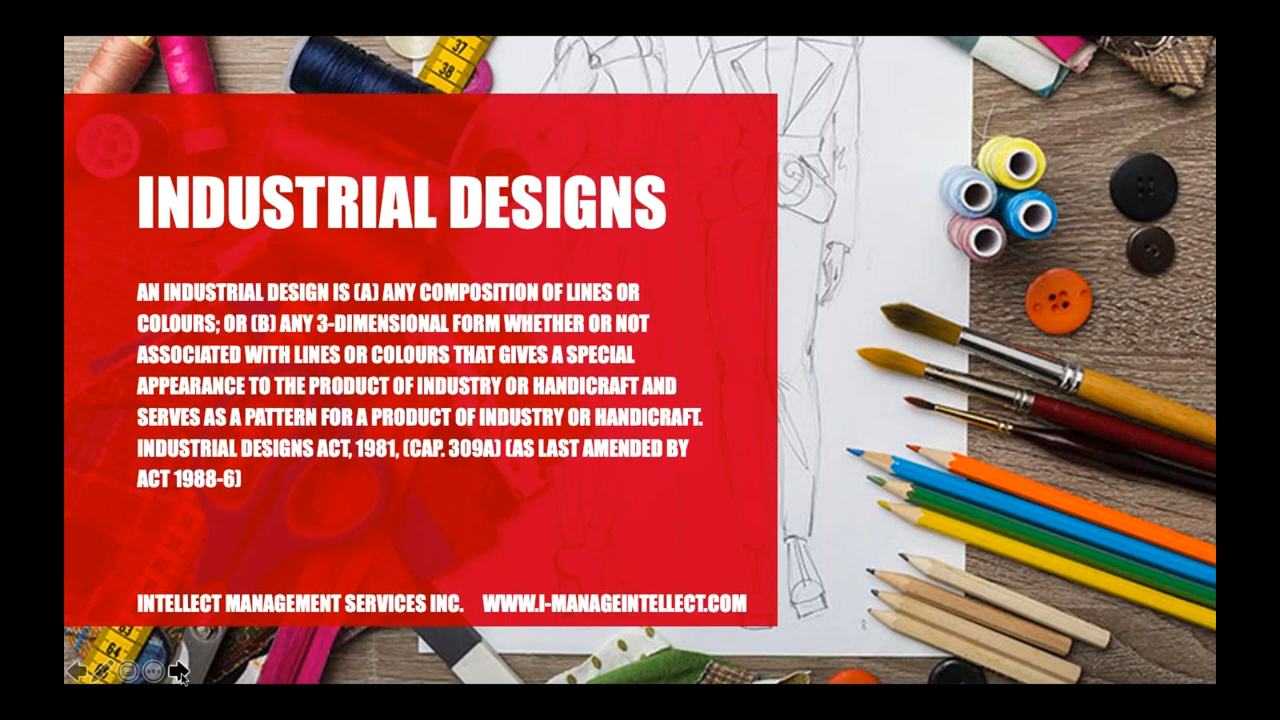 37
38
INDUSTRIAL DESIGNS
AN INDUSTRIAL DESIGN IS (A) ANY COMPOSITION OF LINES OR
COLOURS; OR (B) ANY 3-DIMENSIONAL FORM WHETHER OR NOT
ASSOCIATED WITH LINES OR COLOURS THAT GIVES A SPECIAL
APPEARANCE TO THE PRODUCT OF INDUSTRY OR HANDICRAFT AND
SERVES AS A PATTERN FOR A PRODUCT OF INDUSTRY OR HANDICRAFT.
INDUSTRIAL DESIGNS ACT, 1981, (CAP. 309A) (AS LAST AMENDED BY
ACT 1988-6)
INTELLECT MANAGEMENT SERVICES INC. WWW.I-MANAGEINTELLECT.COM
64